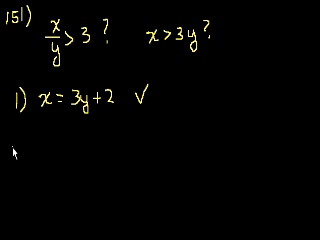 151) x/y > 3 ? x > 3y?
1) x = 3y + 2 ✓